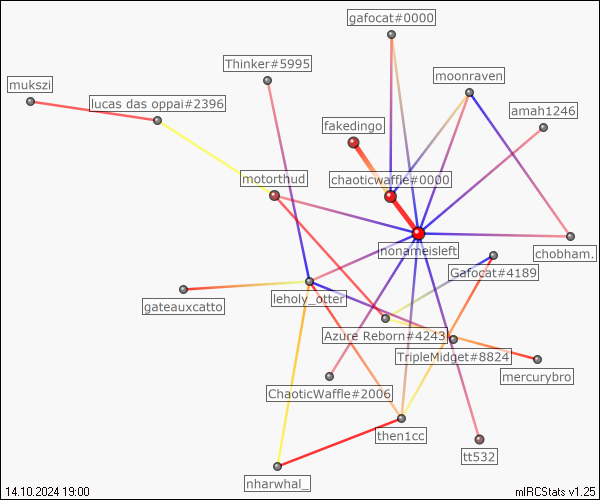 gafocat#0000
Thinker#5995
moonraven
mukszi
lucas das oppai#2396
amah1246
fakedingo
motorthud
chaoticwaffle#0000
nonameisleft
chobham.
Gafocat#4189
leholy_otter
gateauxcatto
Azure Reborn#4243
TripleMidget#8824
mercurybro
ChaoticWaffle#2006
then1cc
tt532
nharwhal_
14.10.2024 19:00
mIRCStats v1.25